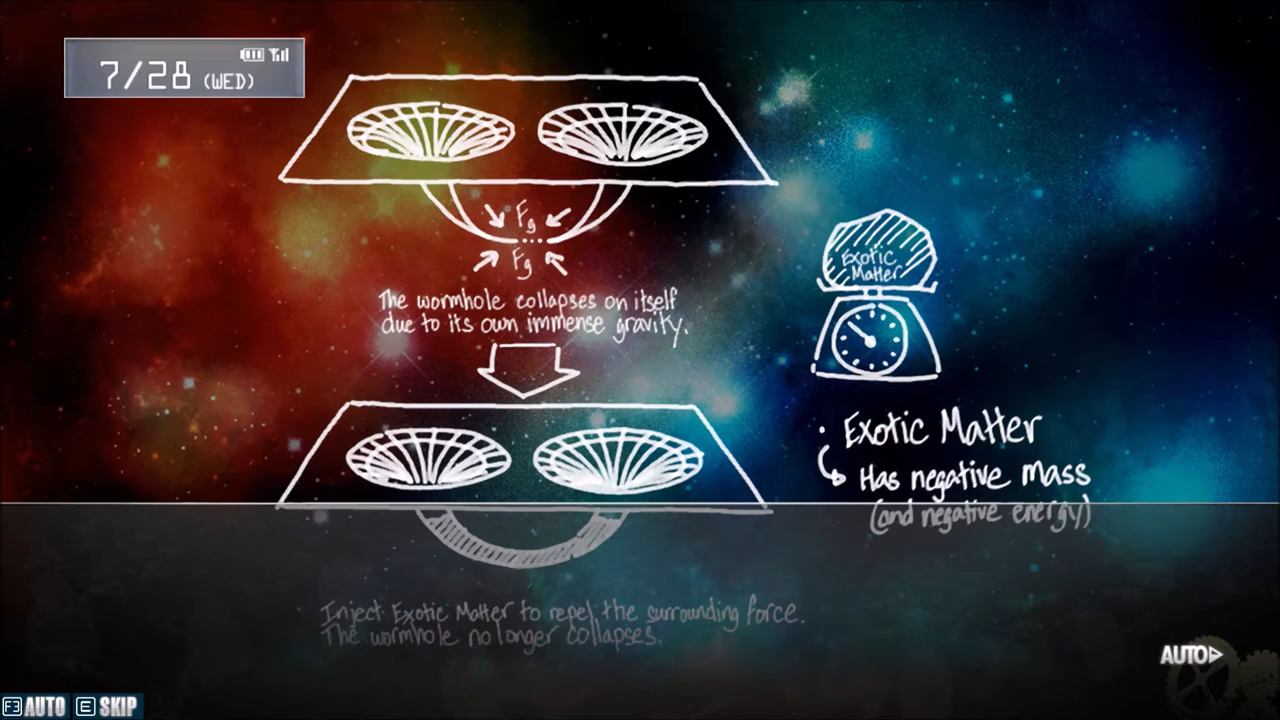 7/28 (WED)
Fg
Fg
The wormhole collapses on itself
due to its own immense gravity.
Exotic
Matter
· Exotic Matter
Has negative mass
(and negative energy)
Inject Exotic Matter to repel the surrounding force.
The wormhole no longer collapses.
AUTO
F3 AUTO E SKIP